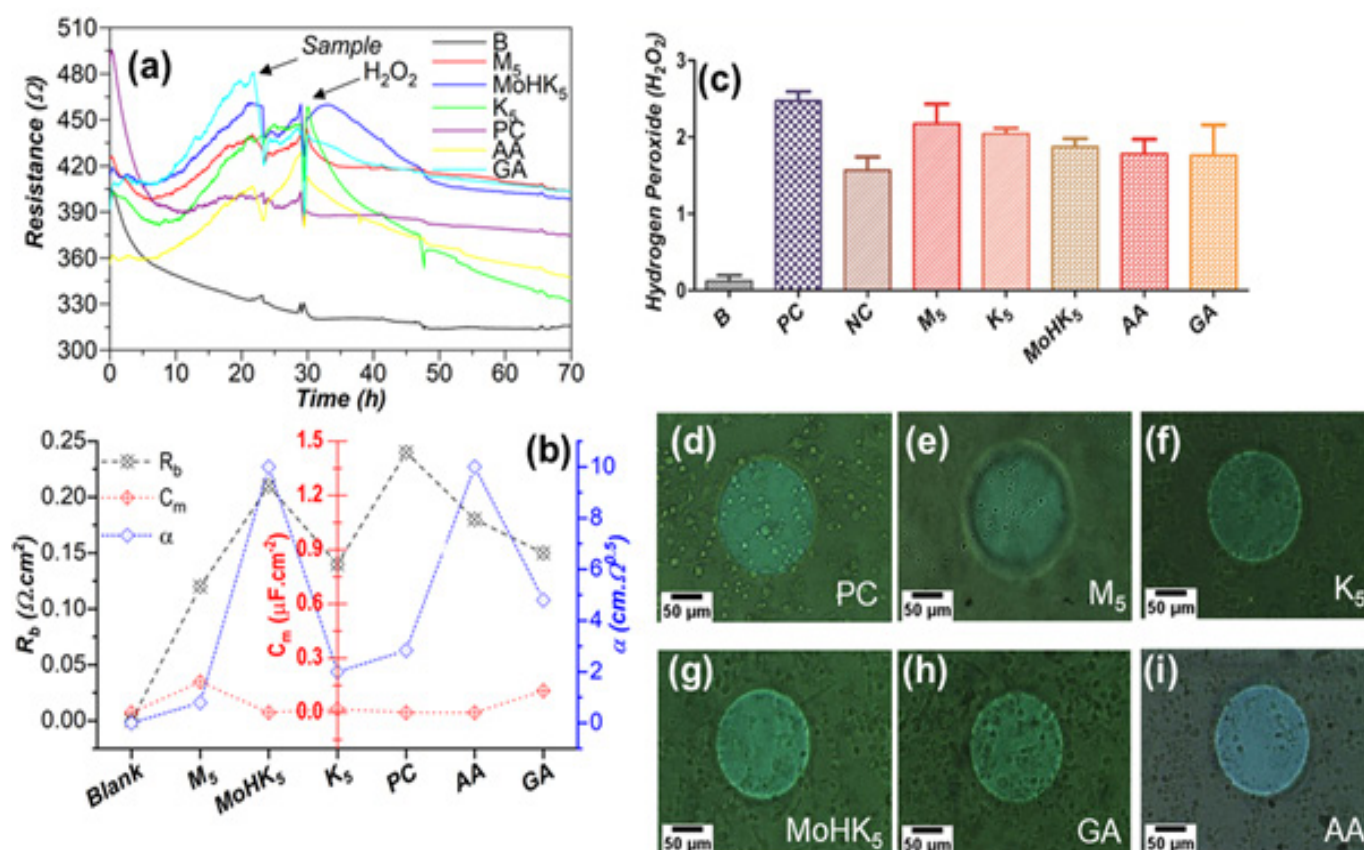 (a)
Sample
H₂O₂
B
M₅
MoHK₅
K₅
PC
AA
GA
Resistance (Ω)
510
480
450
420
390
360
330
300
0 10 20 30 40 50 60 70
Time (h)
(c)
Hydrogen Peroxide (H₂O₂)
3
2
1
0
B PC NC M₅ K₅ MoHK₅ AA GA
(b)
R_b
C_m
α
R_b (Ω.cm²)
0.25
0.20
0.15
0.10
0.05
0.00
C_m (μF.cm⁻²)
1.5
1.2
0.9
0.6
0.3
0.0
α (cm.Ω^0.5)
10
8
6
4
2
0
Blank M₅ MoHK₅ K₅ PC AA GA
(d)
50 μm
PC
(e)
50 μm
M₅
(f)
50 μm
K₅
(g)
50 μm
MoHK₅
(h)
50 μm
GA
(i)
50 μm
AA